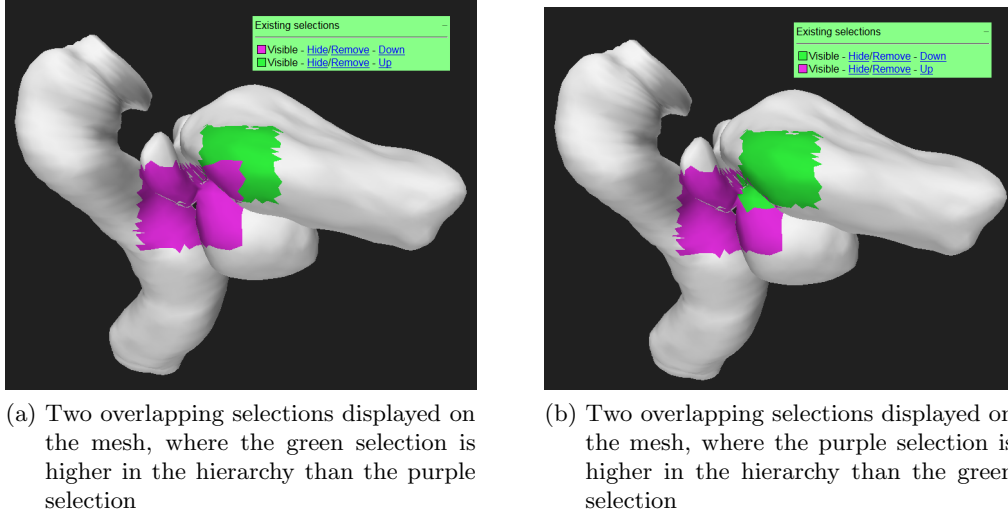 Existing selections –
Visible - Hide/Remove - Down
Visible - Hide/Remove - Up
Existing selections –
Visible - Hide/Remove - Down
Visible - Hide/Remove - Up
(a) Two overlapping selections displayed on
the mesh, where the green selection is
higher in the hierarchy than the purple
selection
(b) Two overlapping selections displayed on
the mesh, where the purple selection is
higher in the hierarchy than the green
selection